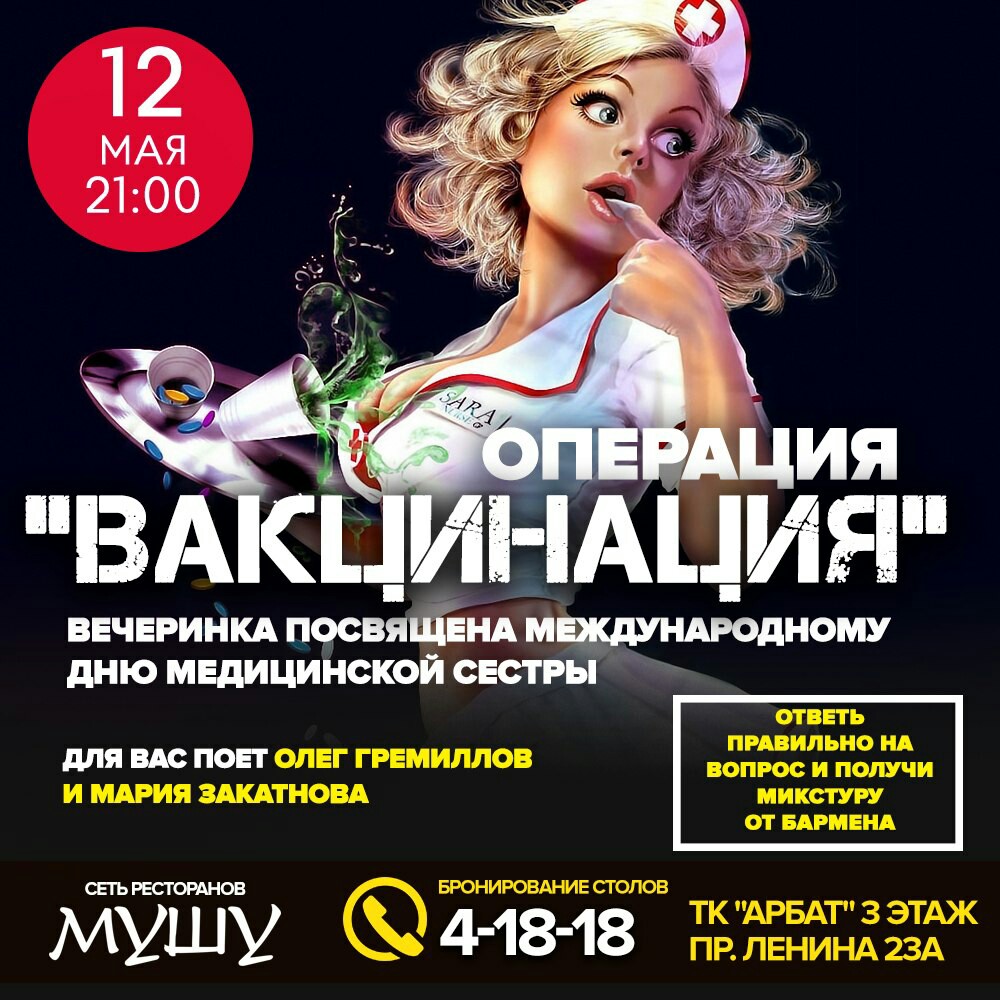 12
МАЯ
21:00
SARA
ОПЕРАЦИЯ
"ВАКЦИНАЦИЯ"
ВЕЧЕРИНКА ПОСВЯЩЕНА МЕЖДУНАРОДНОМУ
ДНЮ МЕДИЦИНСКОЙ СЕСТРЫ
ДЛЯ ВАС ПОЕТ ОЛЕГ ГРЕМИЛЛОВ
И МАРИЯ ЗАКАТНОВА
ОТВЕТЬ
ПРАВИЛЬНО НА
ВОПРОС И ПОЛУЧИ
МИКСТУРУ
ОТ БАРМЕНА
СЕТЬ РЕСТОРАНОВ
МУШУ
БРОНИРОВАНИЕ СТОЛОВ
4-18-18
ТК "АРБАТ" 3 ЭТАЖ
ПР. ЛЕНИНА 23А